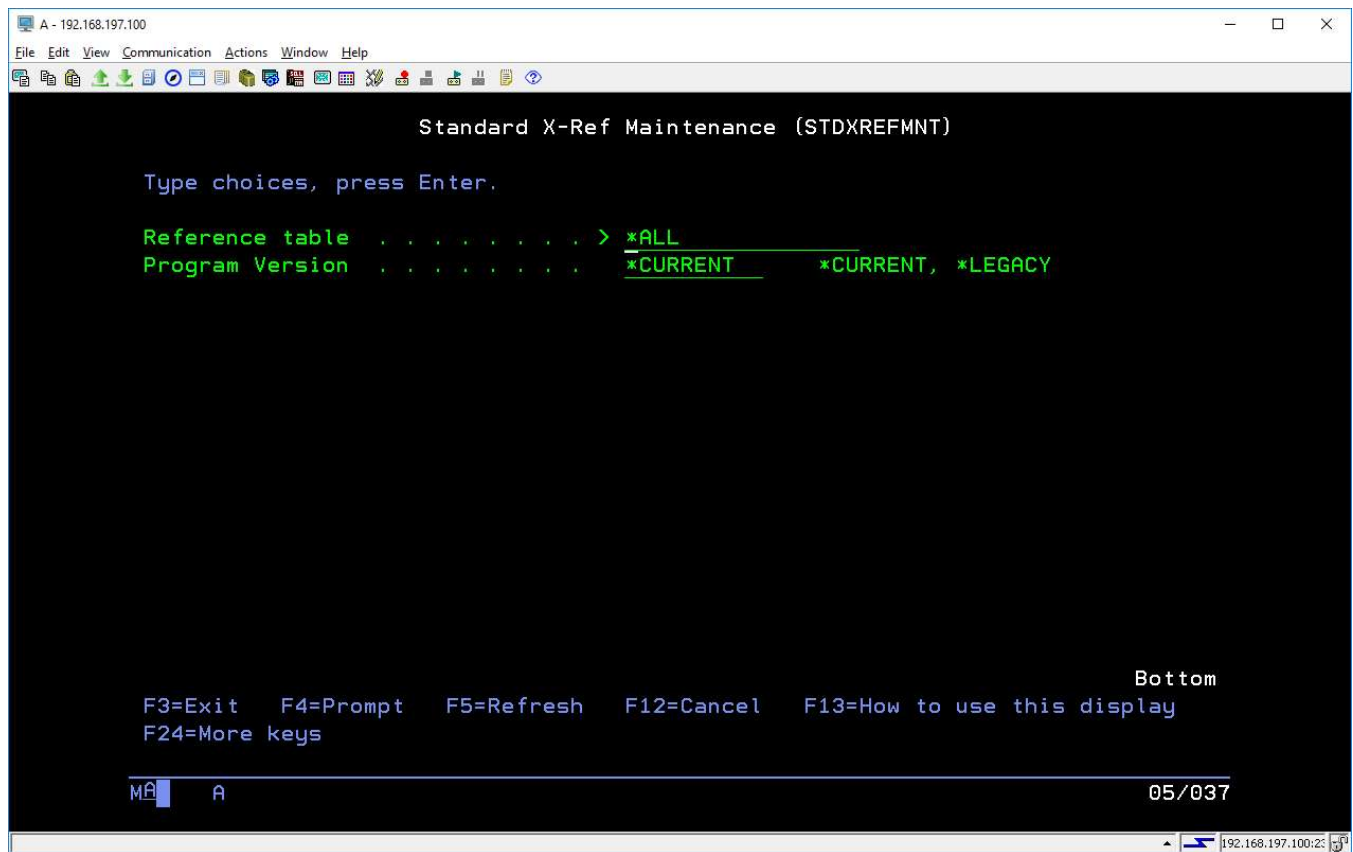 A - 192.168.197.100
File Edit View Communication Actions Window Help
Standard X-Ref Maintenance (STDXREFMNT)
Type choices, press Enter.
Reference table . . . . . . . . > *ALL
Program Version . . . . . . . . *CURRENT *CURRENT, *LEGACY
Bottom
F3=Exit F4=Prompt F5=Refresh F12=Cancel F13=How to use this display
F24=More keys
MA A 05/037
192.168.197.100:23